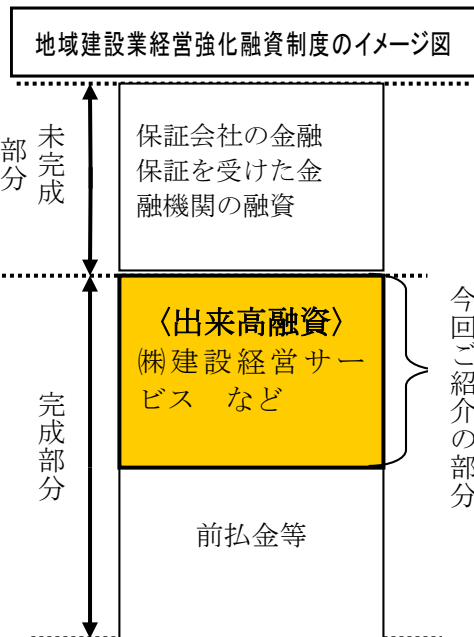 地域建設業経営強化融資制度のイメージ図
未完成
部分
保証会社の金融
保証を受けた金
融機関の融資
〈出来高融資〉
㈱建設経営サー
ビス　など
今回ご紹介の部分
完成部分
前払金等